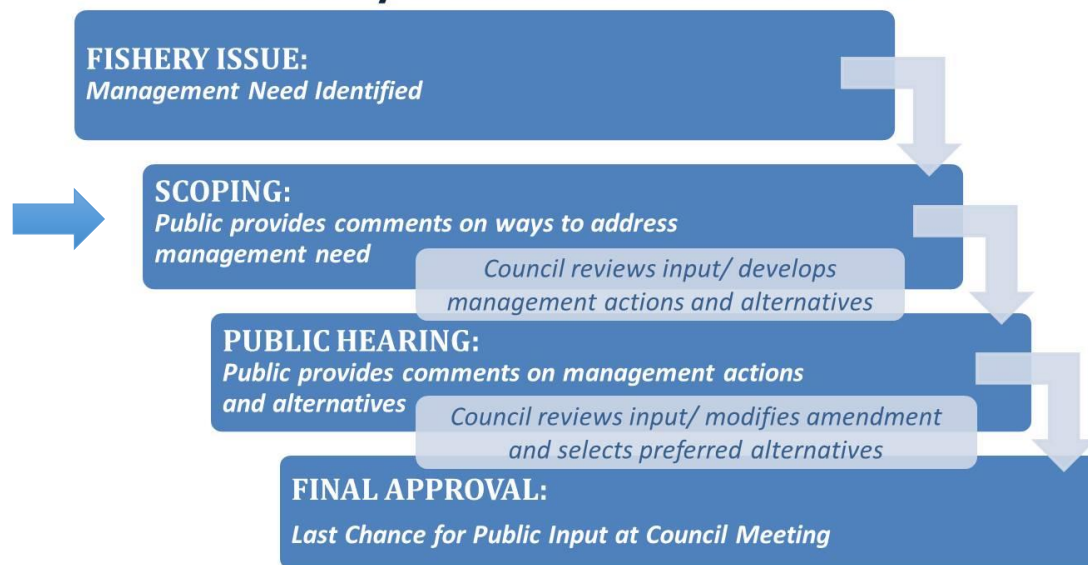 FISHERY ISSUE:
Management Need Identified
SCOPING:
Public provides comments on ways to address
management need
Council reviews input/ develops
management actions and alternatives
PUBLIC HEARING:
Public provides comments on management actions
and alternatives
Council reviews input/ modifies amendment
and selects preferred alternatives
FINAL APPROVAL:
Last Chance for Public Input at Council Meeting